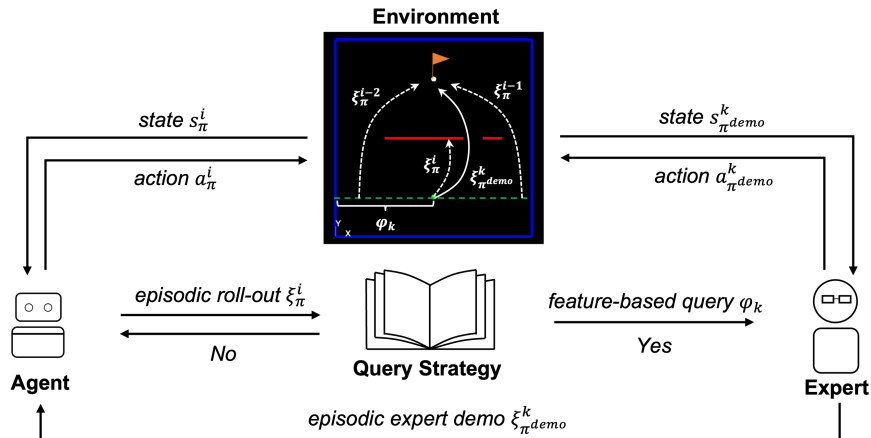 Environment
ξ_π^{i-2}
ξ_π^{i-1}
state s_π^i
state s_{π^{demo}}^k
ξ_π^i
action a_π^i
ξ_{π^{demo}}^k
action a_{π^{demo}}^k
φ_k
Y
X
episodic roll-out ξ_π^i
feature-based query φ_k
No
Yes
Query Strategy
Agent
Expert
episodic expert demo ξ_{π^{demo}}^k